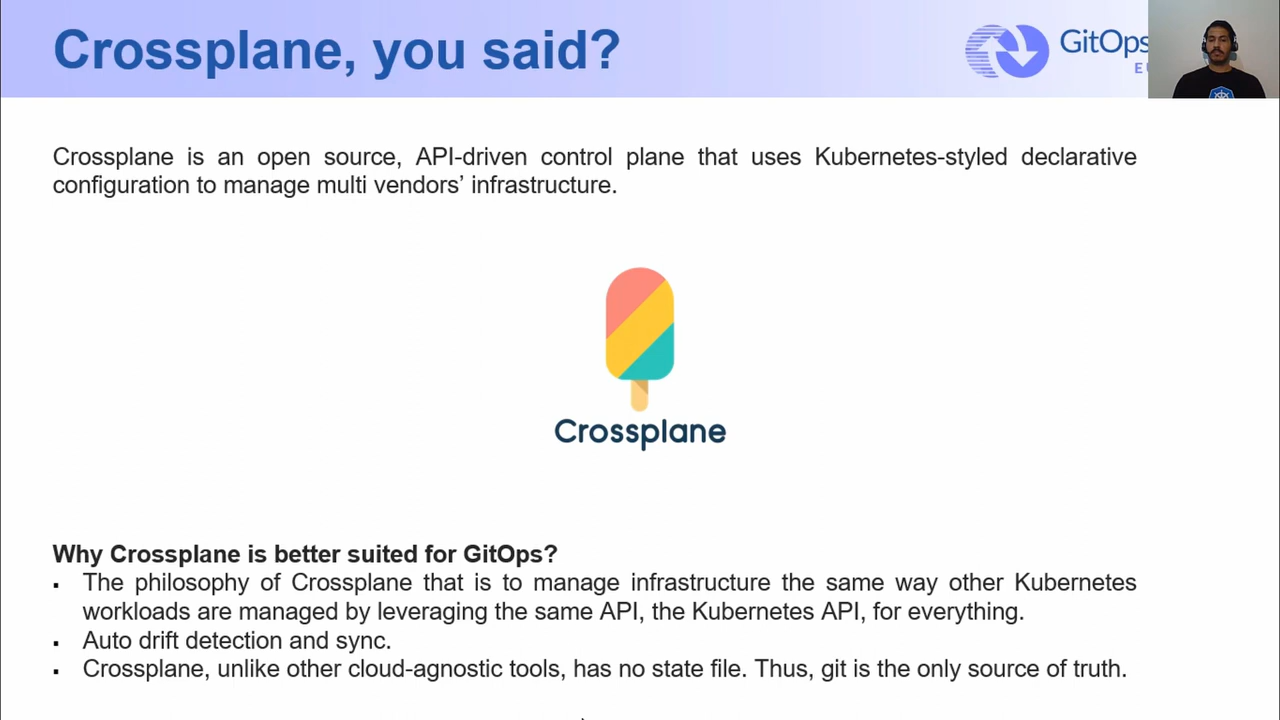 Crossplane, you said?
GitOps
Crossplane is an open source, API-driven control plane that uses Kubernetes-styled declarative
configuration to manage multi vendors’ infrastructure.
Crossplane
Why Crossplane is better suited for GitOps?
▪ The philosophy of Crossplane that is to manage infrastructure the same way other Kubernetes
workloads are managed by leveraging the same API, the Kubernetes API, for everything.
▪ Auto drift detection and sync.
▪ Crossplane, unlike other cloud-agnostic tools, has no state file. Thus, git is the only source of truth.